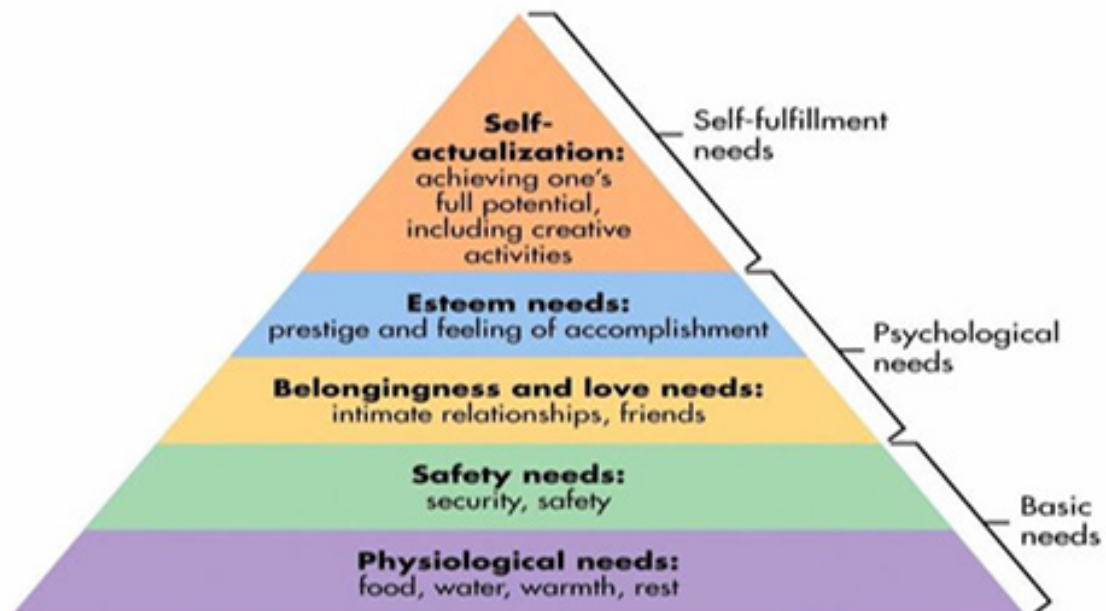 Self-
actualization:
achieving one's
full potential,
including creative
activities
Self-fulfillment
needs
Esteem needs:
prestige and feeling of accomplishment
Psychological
needs
Belongingness and love needs:
intimate relationships, friends
Safety needs:
security, safety
Basic
needs
Physiological needs:
food, water, warmth, rest